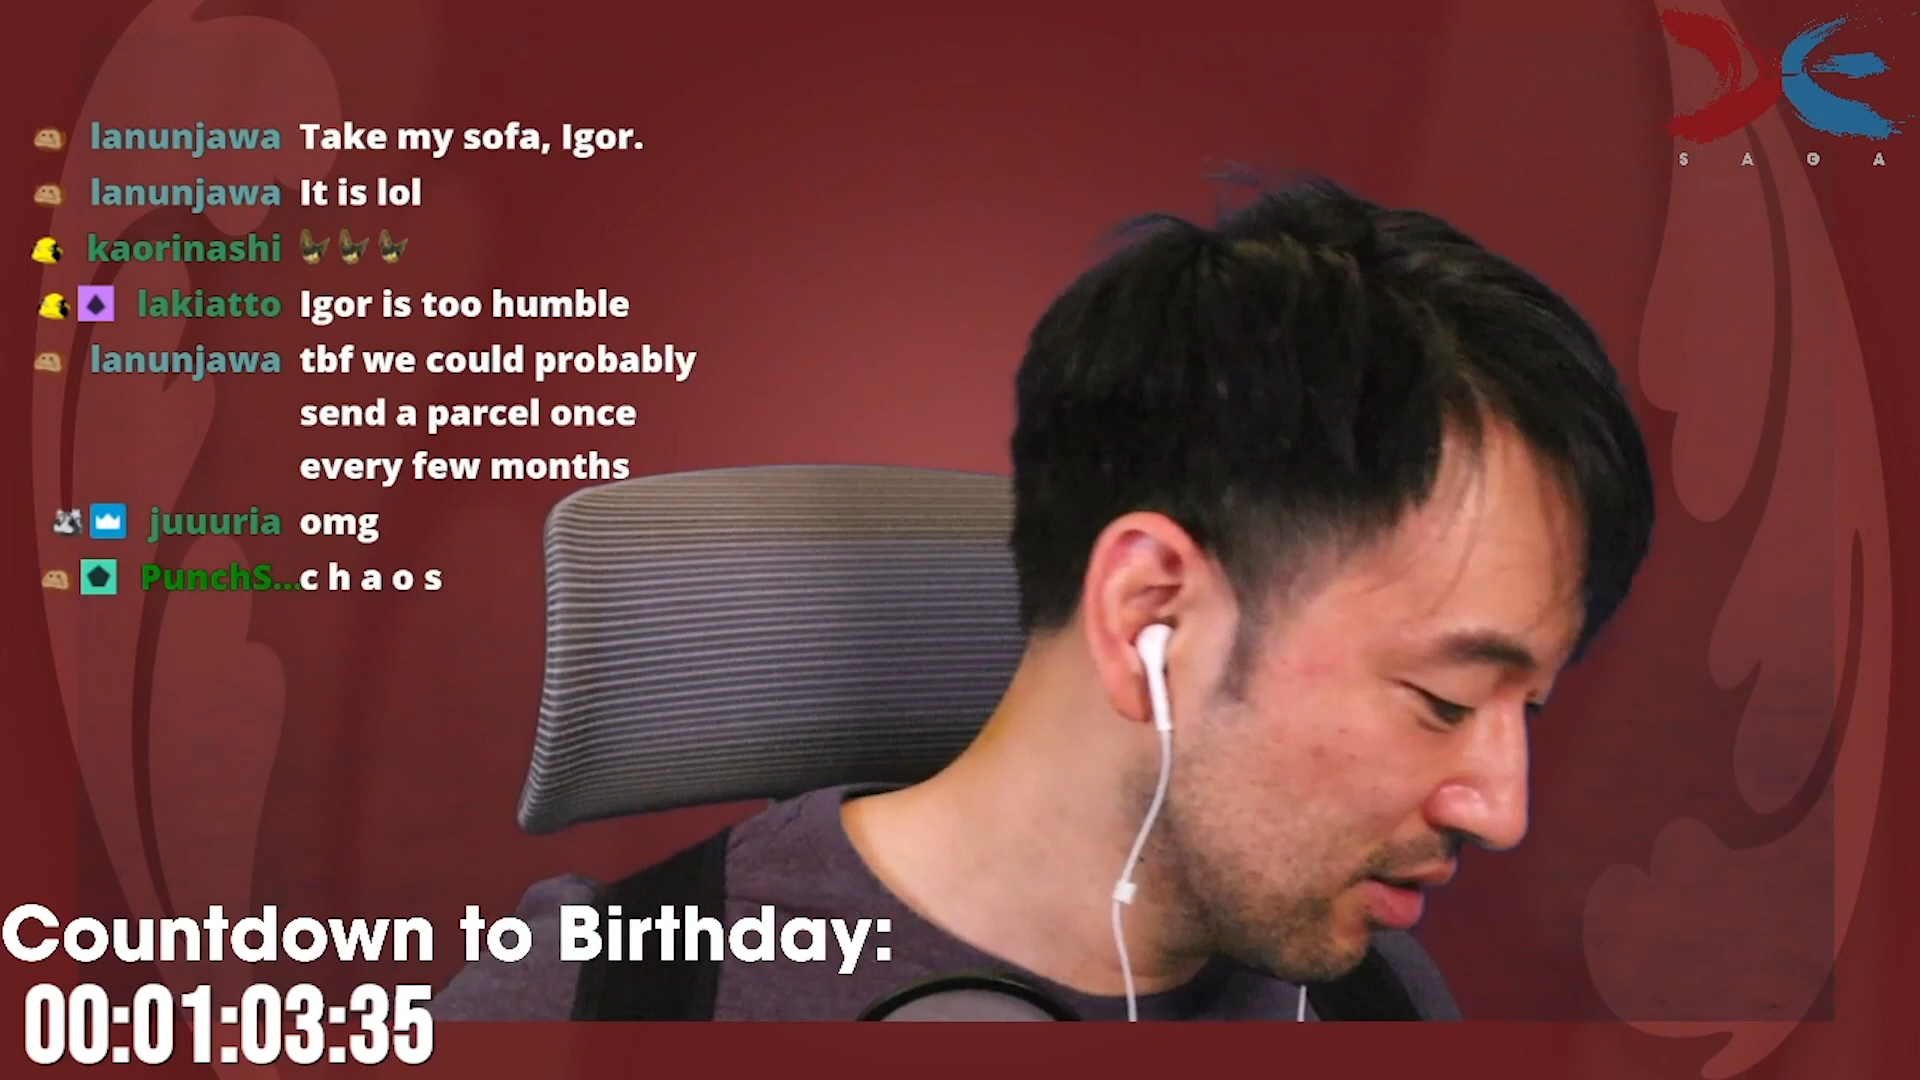 lanunjawa Take my sofa, Igor.
lanunjawa It is lol
kaorinashi
lakiatto Igor is too humble
lanunjawa tbf we could probably
send a parcel once
every few months
juuuria omg
PunchS... c h a o s
Countdown to Birthday:
00:01:03:35
S A G A